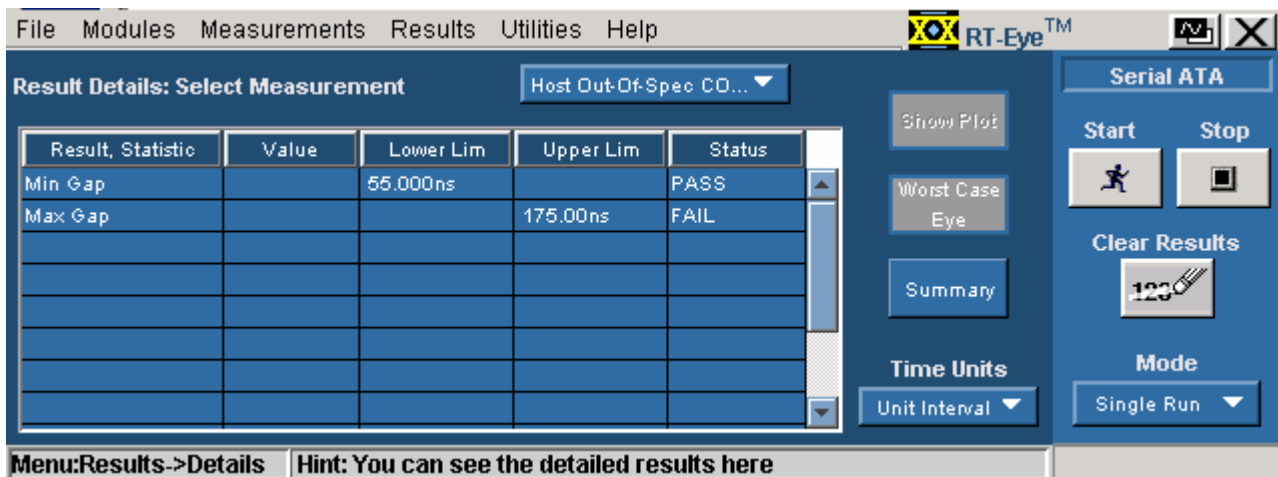 File Modules Measurements Results Utilities Help
RT-Eye™
Result Details: Select Measurement
Host Out-Of-Spec CO...
Result, Statistic Value Lower Lim Upper Lim Status
Min Gap 55.000ns PASS
Max Gap 175.00ns FAIL
Show Plot
Worst Case
Eye
Summary
Time Units
Unit Interval
Serial ATA
Start Stop
Clear Results
123
Mode
Single Run
Menu:Results->Details Hint: You can see the detailed results here